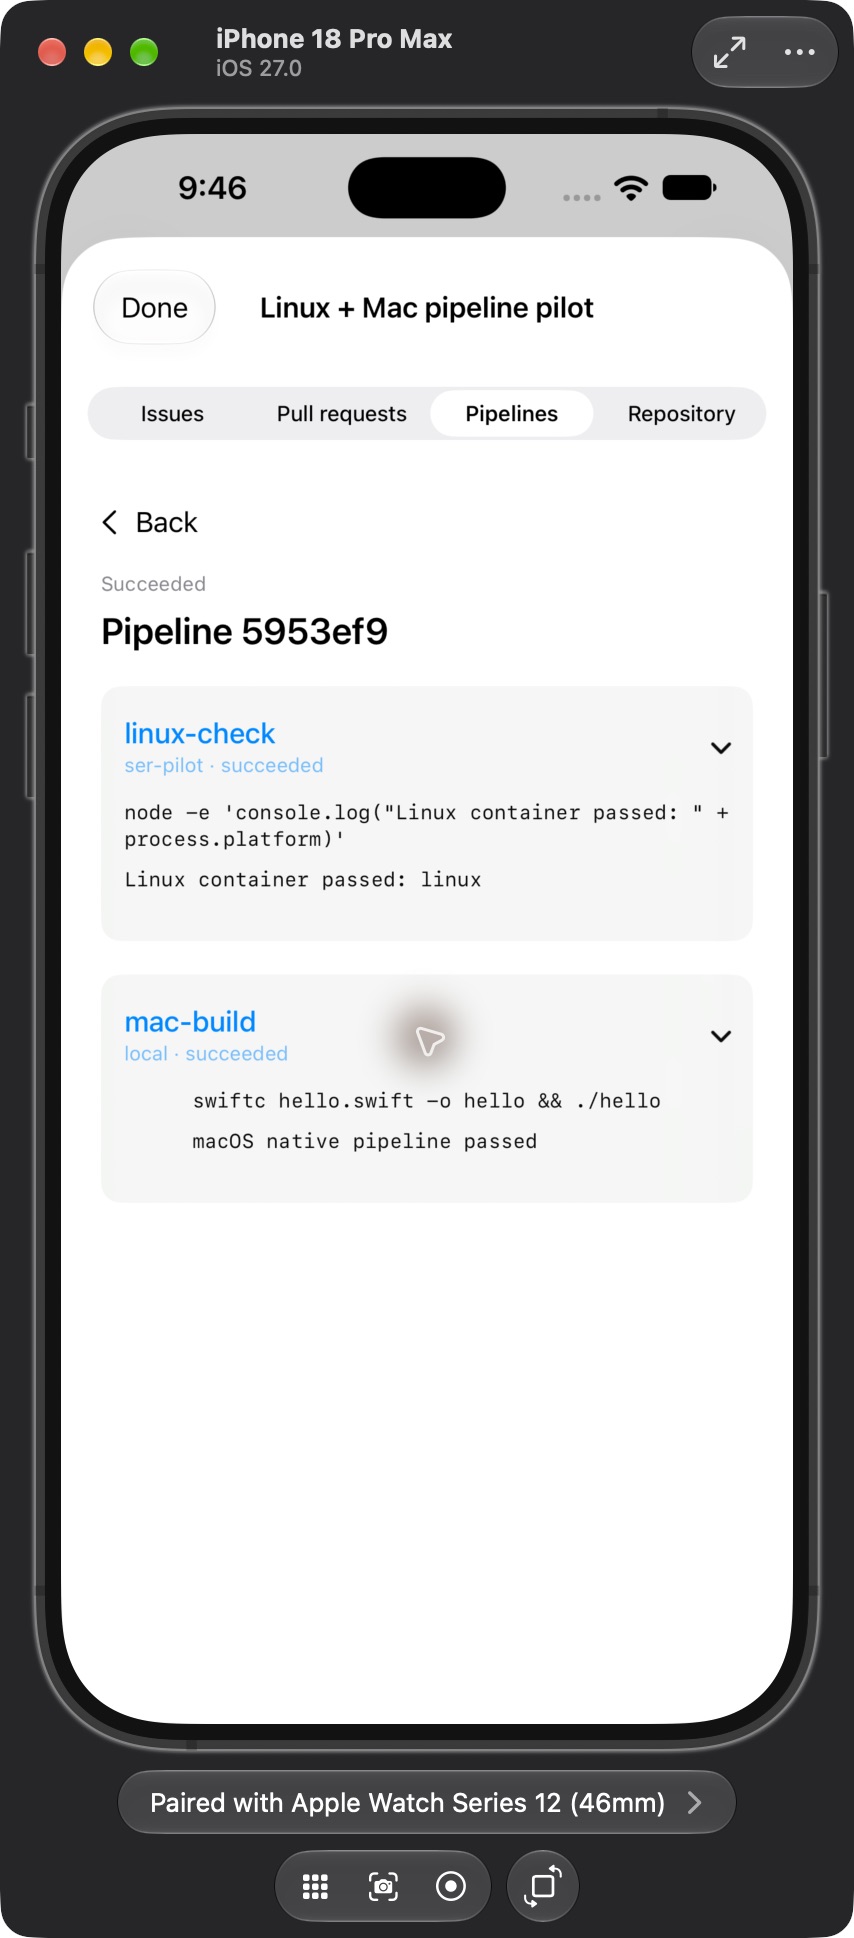 iPhone 18 Pro Max
iOS 27.0
9:46
Done
Linux + Mac pipeline pilot
Issues
Pull requests
Pipelines
Repository
Back
Succeeded
Pipeline 5953ef9
linux-check
ser-pilot · succeeded
node -e 'console.log("Linux container passed: " +
process.platform)'
Linux container passed: linux
mac-build
local · succeeded
swiftc hello.swift -o hello && ./hello
macOS native pipeline passed
Paired with Apple Watch Series 12 (46mm)